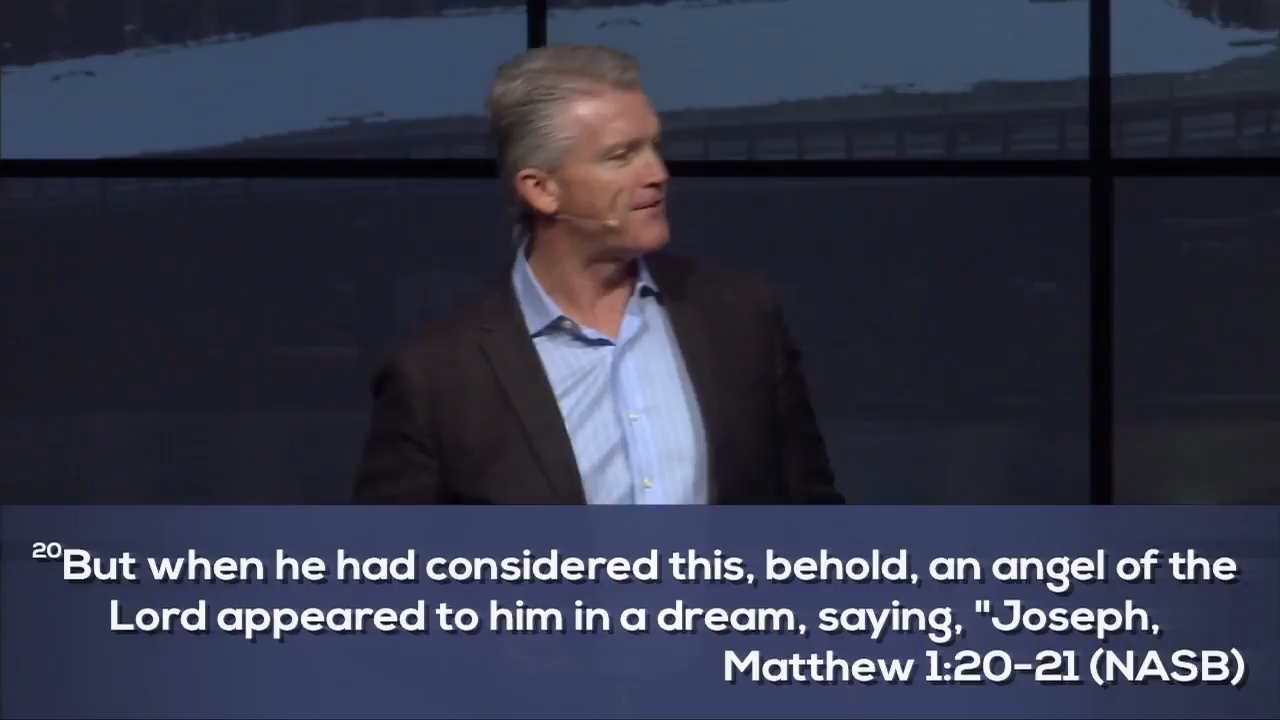 20But when he had considered this, behold, an angel of the
Lord appeared to him in a dream, saying, "Joseph,
Matthew 1:20-21 (NASB)